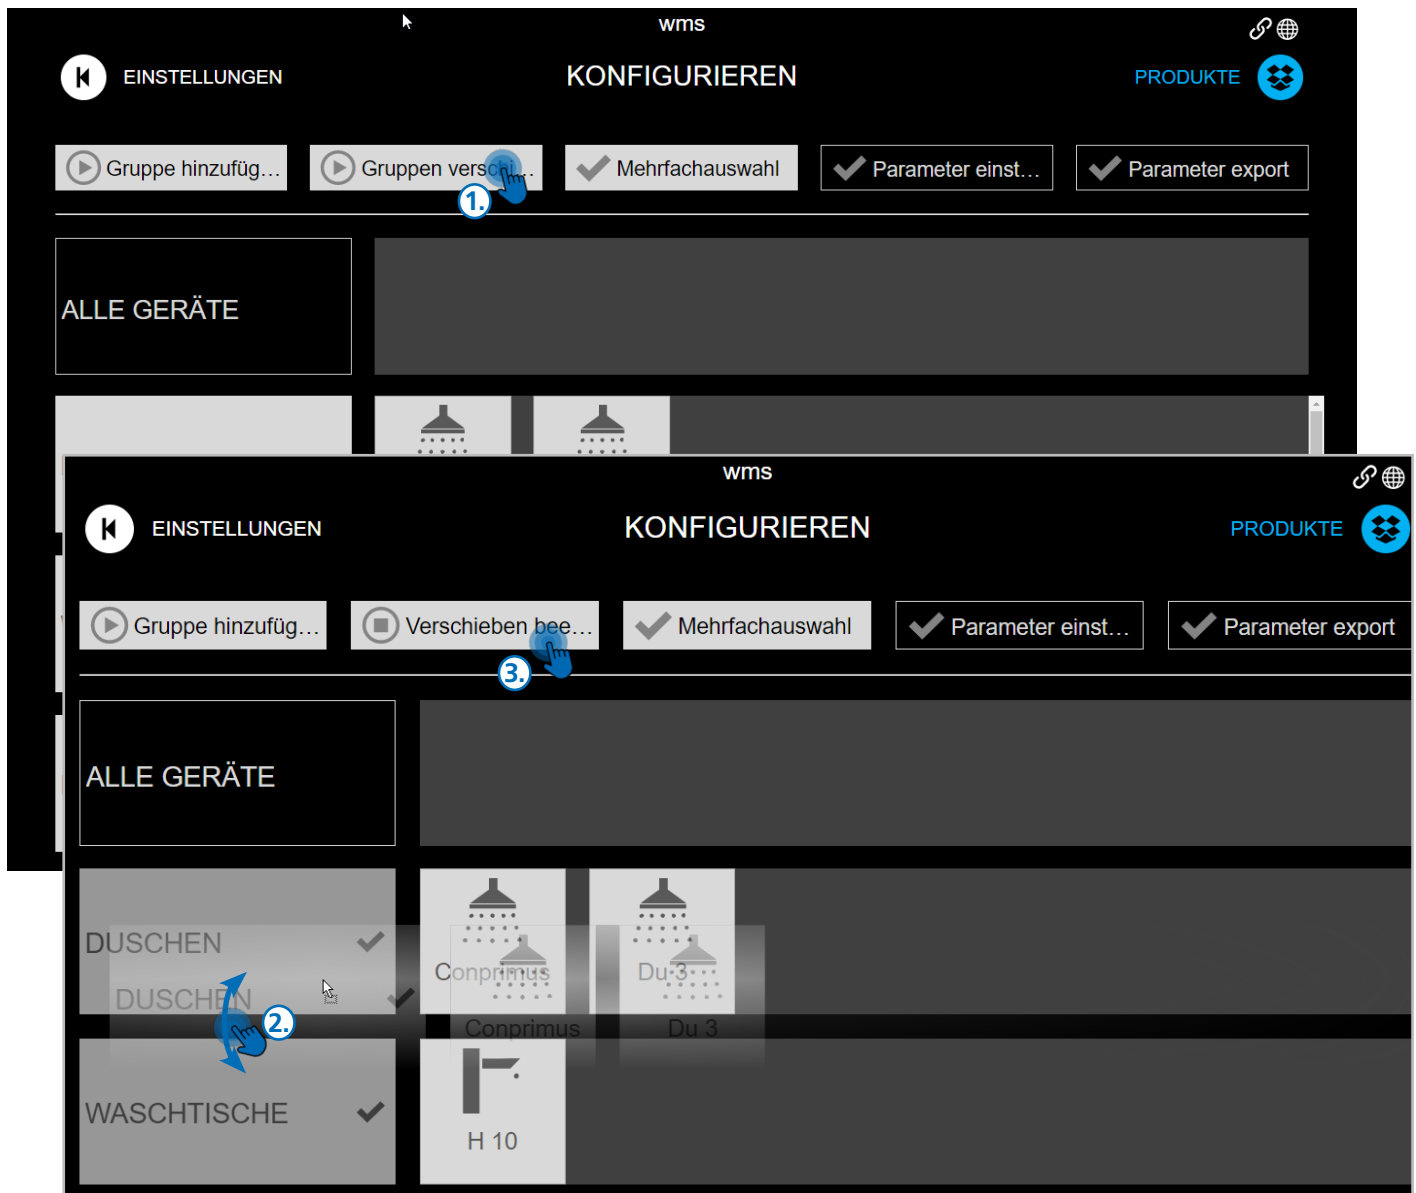 wms
EINSTELLUNGEN
KONFIGURIEREN
PRODUKTE
Gruppe hinzufüg...
Gruppen verschi...
Mehrfachauswahl
Parameter einst...
Parameter export
1.
ALLE GERÄTE
wms
EINSTELLUNGEN
KONFIGURIEREN
PRODUKTE
Gruppe hinzufüg...
Verschieben bee...
Mehrfachauswahl
Parameter einst...
Parameter export
3.
ALLE GERÄTE
DUSCHEN
Conprimus
Du 3
DUSCHEN
2.
Conprimus
Du 3
WASCHTISCHE
H 10